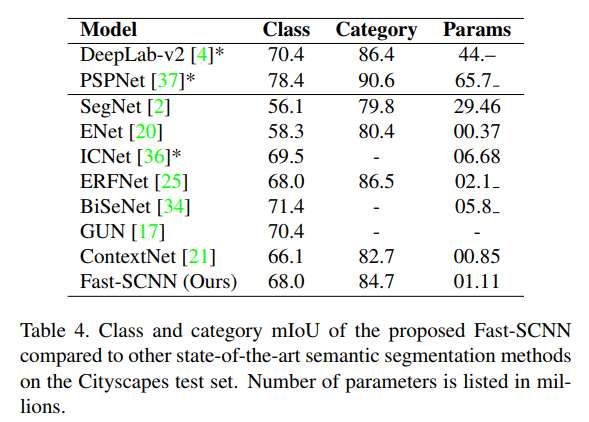 Model Class Category Params
DeepLab-v2 [4]* 70.4 86.4 44.–
PSPNet [37]* 78.4 90.6 65.7_
SegNet [2] 56.1 79.8 29.46
ENet [20] 58.3 80.4 00.37
ICNet [36]* 69.5 - 06.68
ERFNet [25] 68.0 86.5 02.1_
BiSeNet [34] 71.4 - 05.8_
GUN [17] 70.4 - -
ContextNet [21] 66.1 82.7 00.85
Fast-SCNN (Ours) 68.0 84.7 01.11
Table 4. Class and category mIoU of the proposed Fast-SCNN
compared to other state-of-the-art semantic segmentation methods
on the Cityscapes test set. Number of parameters is listed in mil-
lions.